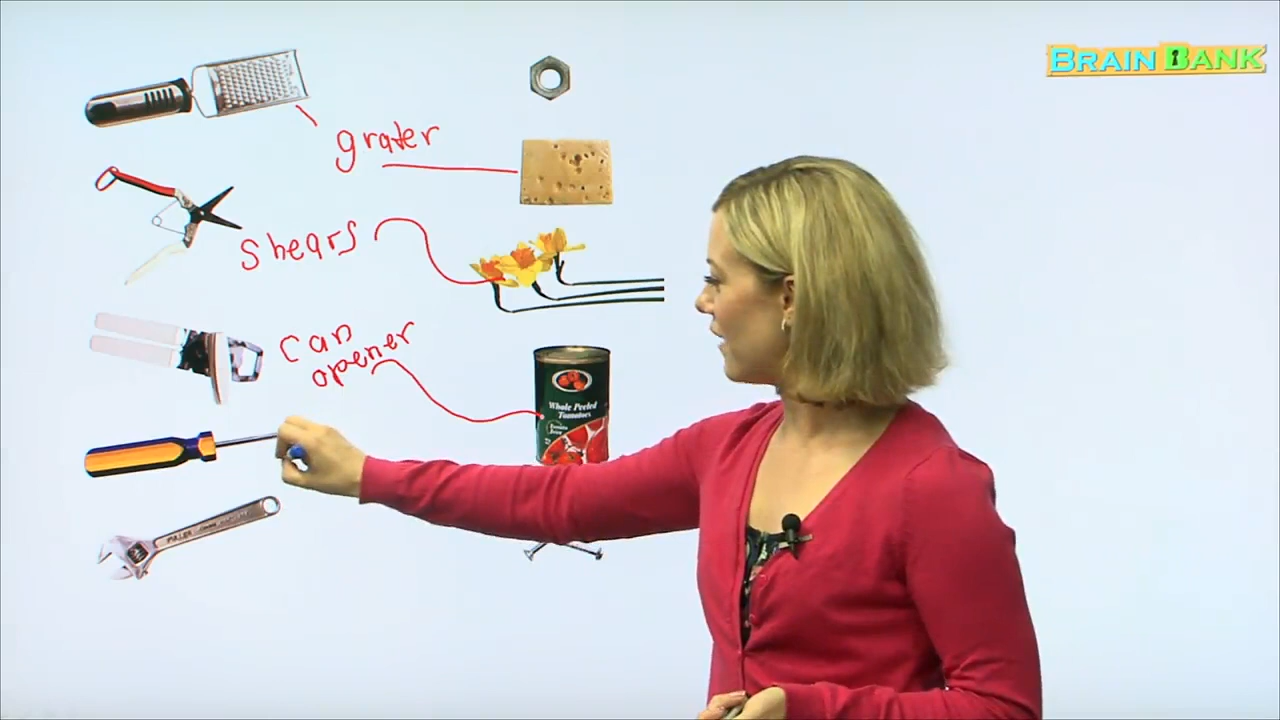 BRAIN BANK
grater
shears
can
opener
Whole Peeled
Tomatoes